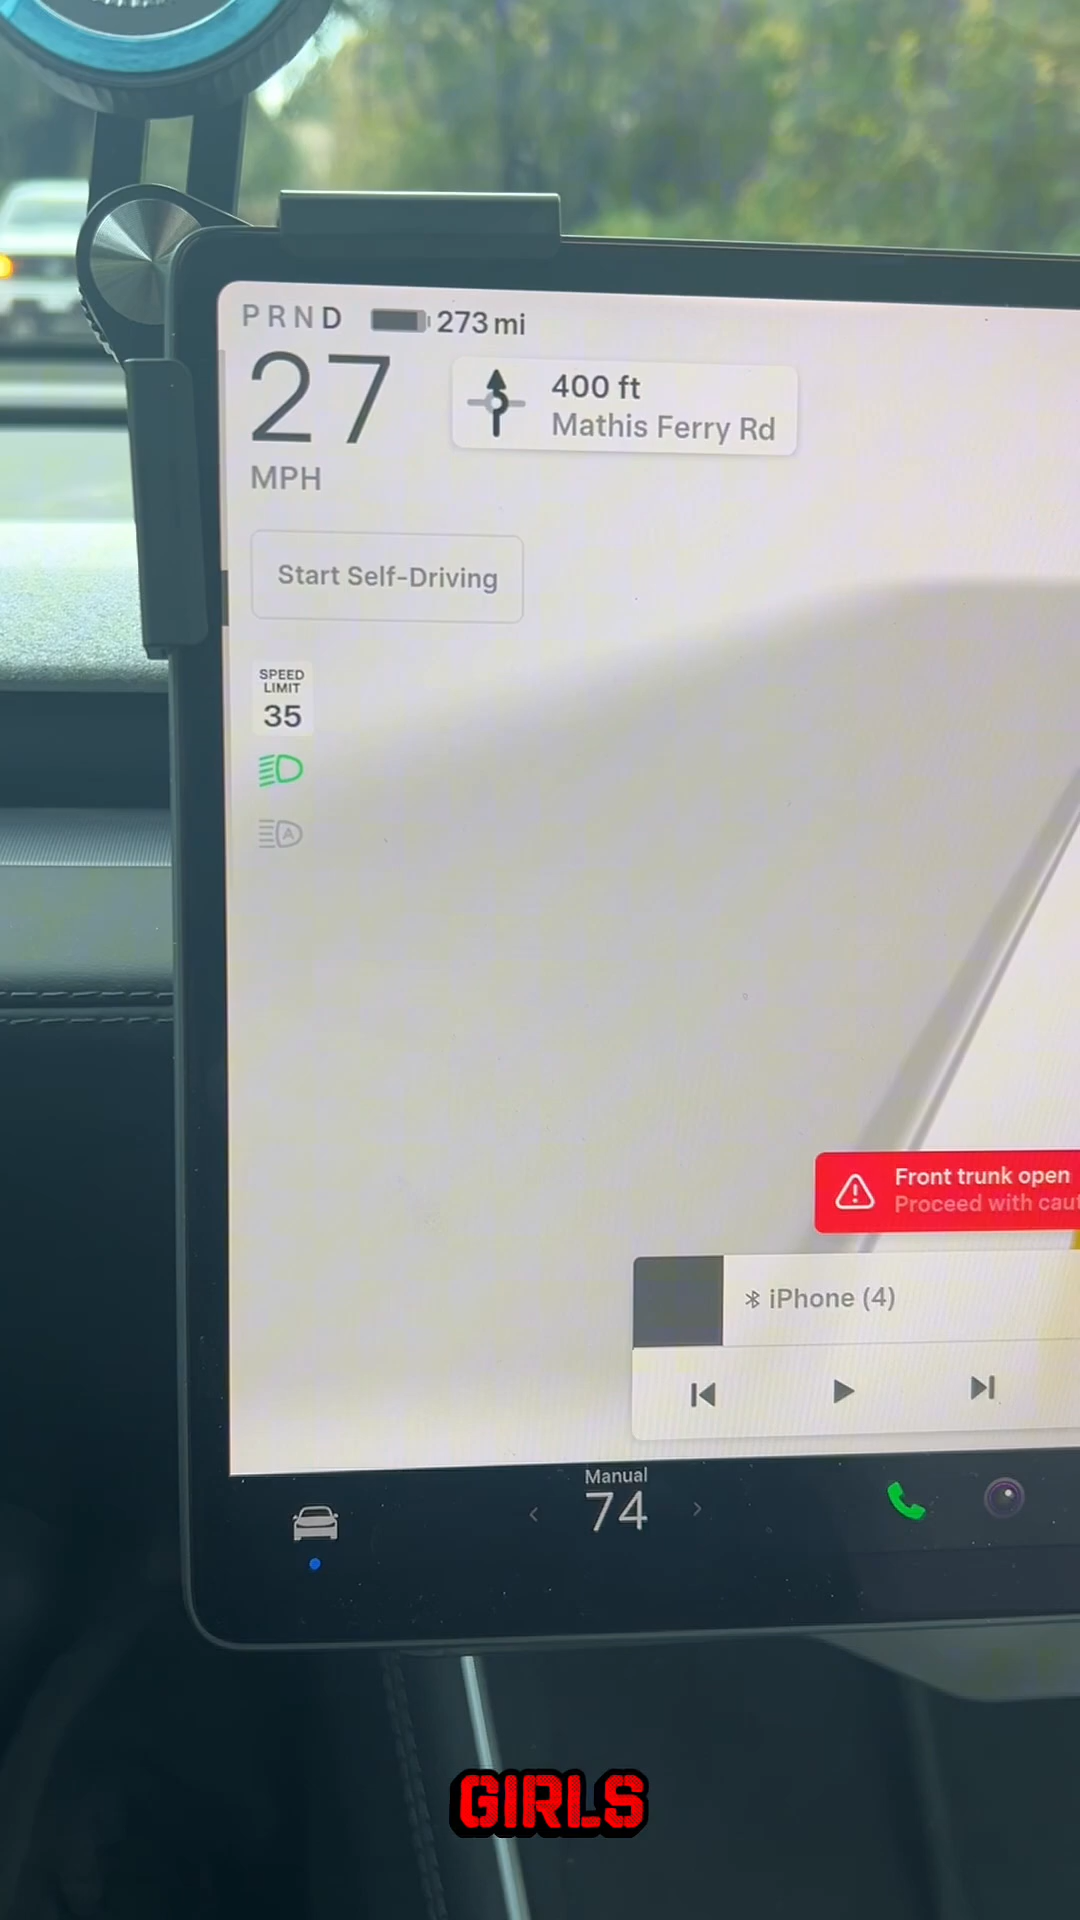 PRND 273 mi
27
MPH
400 ft
Mathis Ferry Rd
Start Self-Driving
SPEED
LIMIT
35
A
Front trunk open
Proceed with
iPhone (4)
Manual
74
GIRLS